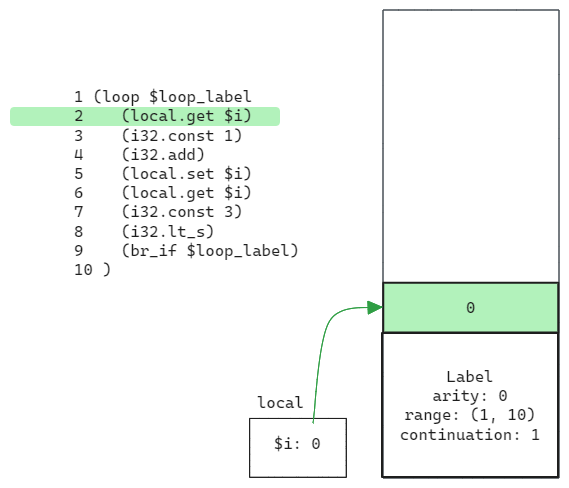 1 (loop $loop_label
2    (local.get $i)
3    (i32.const 1)
4    (i32.add)
5    (local.set $i)
6    (local.get $i)
7    (i32.const 3)
8    (i32.lt_s)
9    (br_if $loop_label)
10 )
0
Label
arity: 0
range: (1, 10)
continuation: 1
local
$i: 0